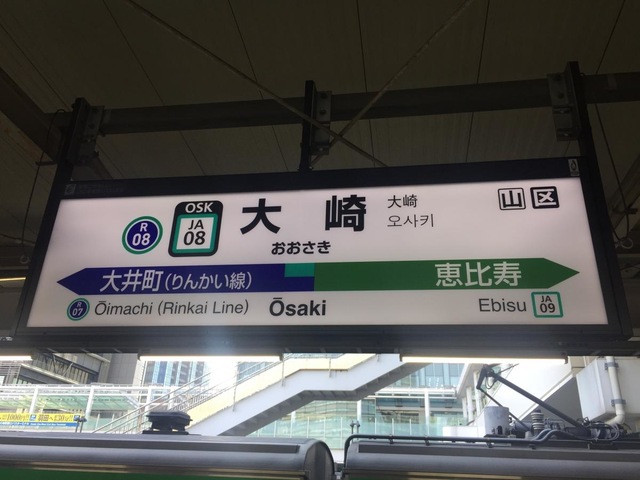 R 08
OSK
JA 08
大崎
おおさき
大崎
오사키
山 区
大井町(りんかい線)
恵比寿
R 07
Ōimachi (Rinkai Line)
Ōsaki
Ebisu
JA 09